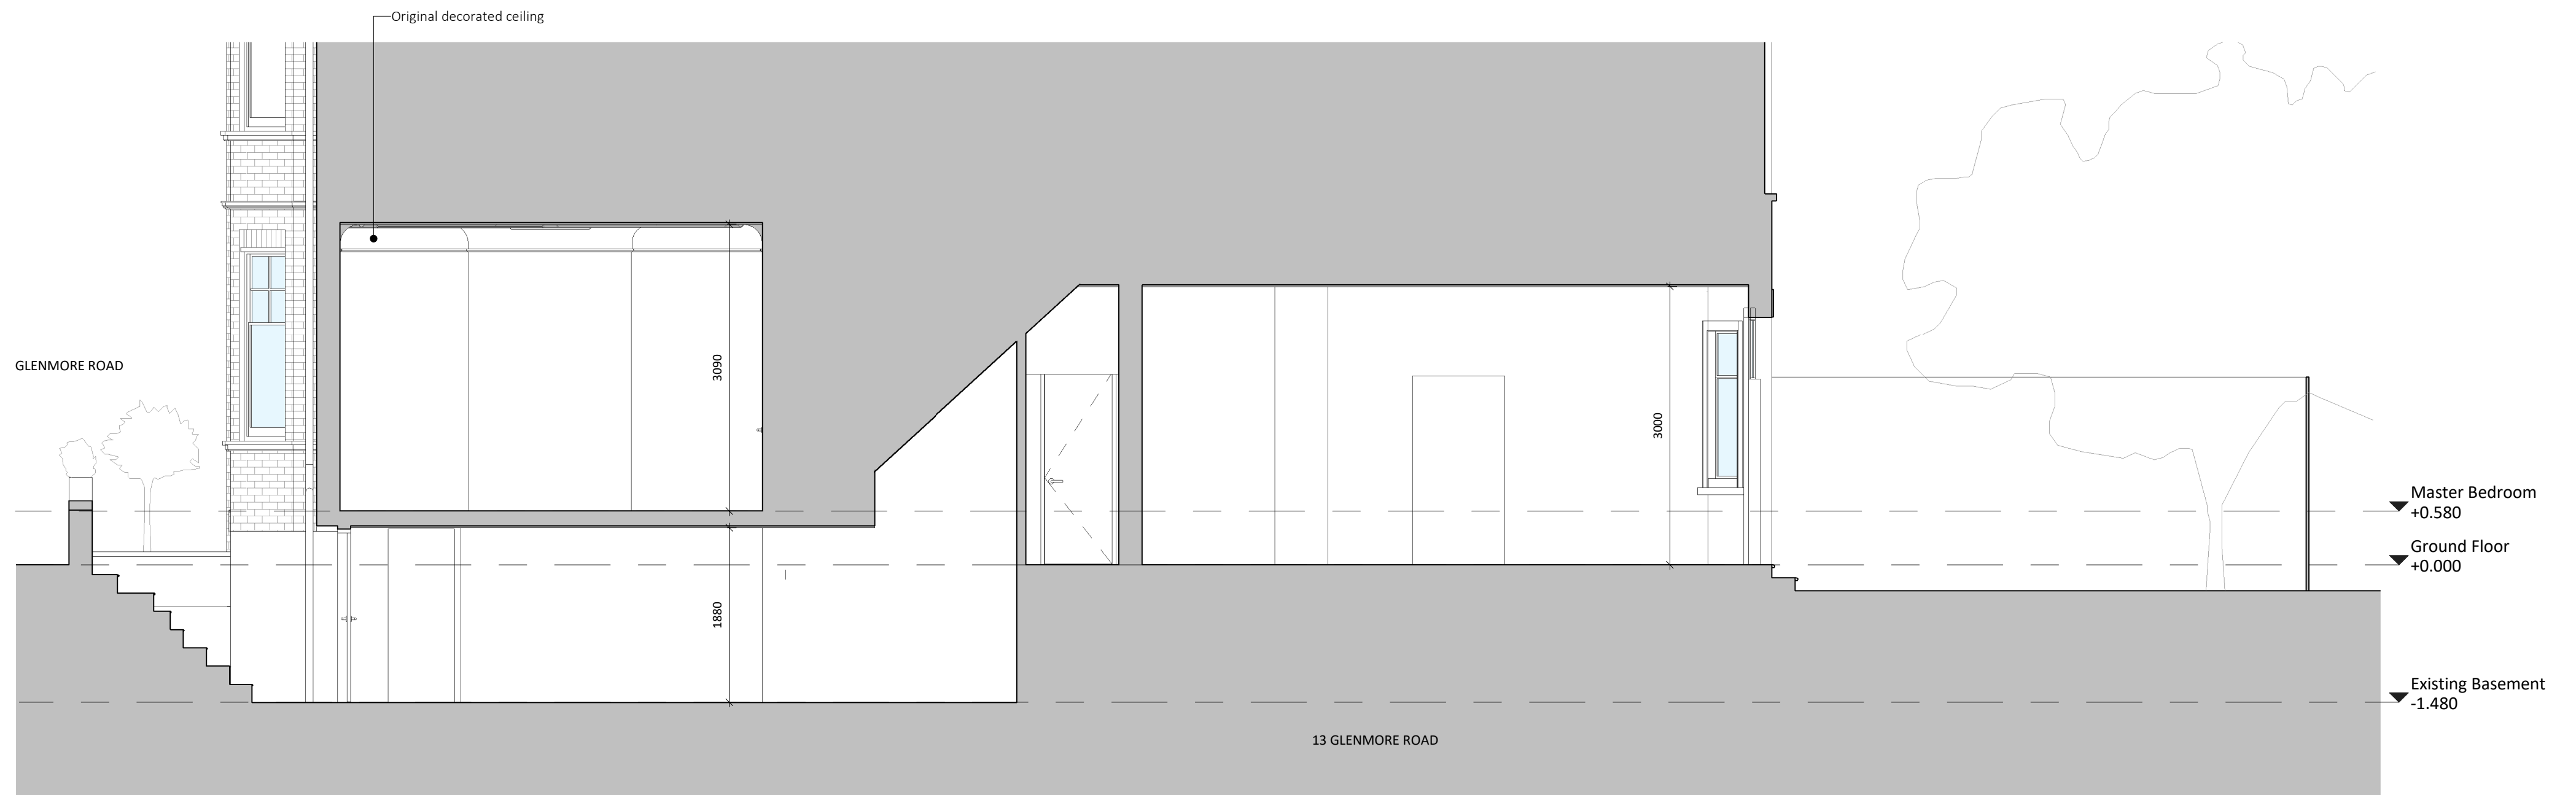 Original decorated ceiling
GLENMORE ROAD
3090
3000
Master Bedroom
+0.580
Ground Floor
+0.000
1880
Existing Basement
-1.480
13 GLENMORE ROAD